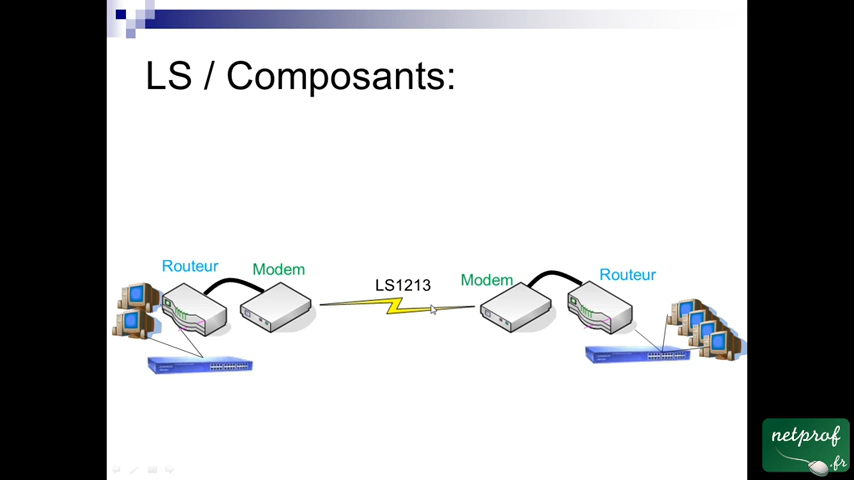 LS / Composants:
Routeur
Modem
LS1213
Modem
Routeur
netprof
.fr